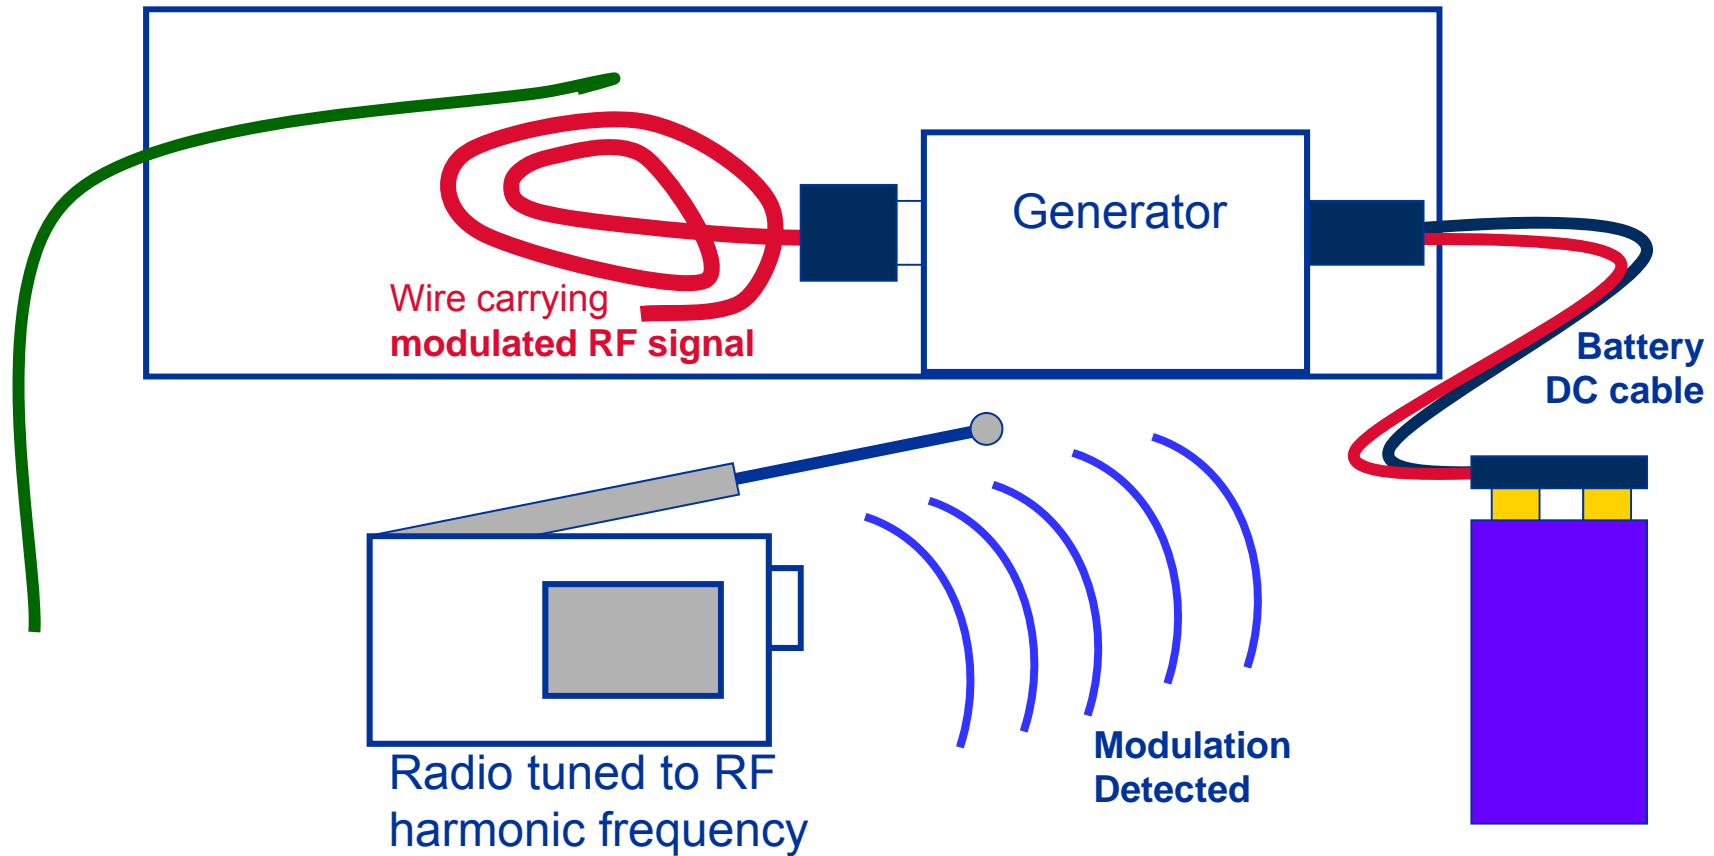 Generator
Wire carrying
modulated RF signal
Battery
DC cable
Modulation
Detected
Radio tuned to RF
harmonic frequency